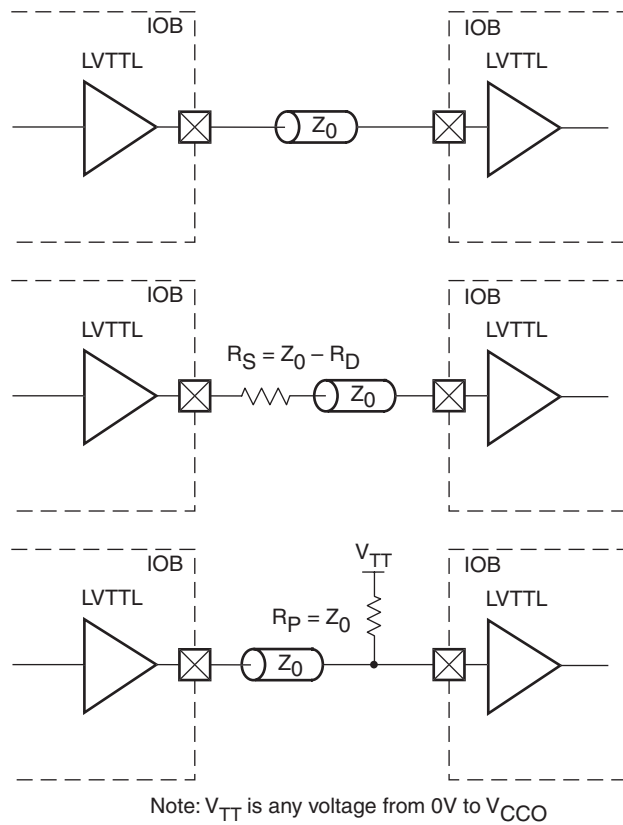 IOB
IOB
LVTTL
LVTTL
Z0
IOB
IOB
LVTTL
LVTTL
RS = Z0 – RD
Z0
IOB
VTT
IOB
LVTTL
LVTTL
RP = Z0
Z0
Note: VTT is any voltage from 0V to VCCO